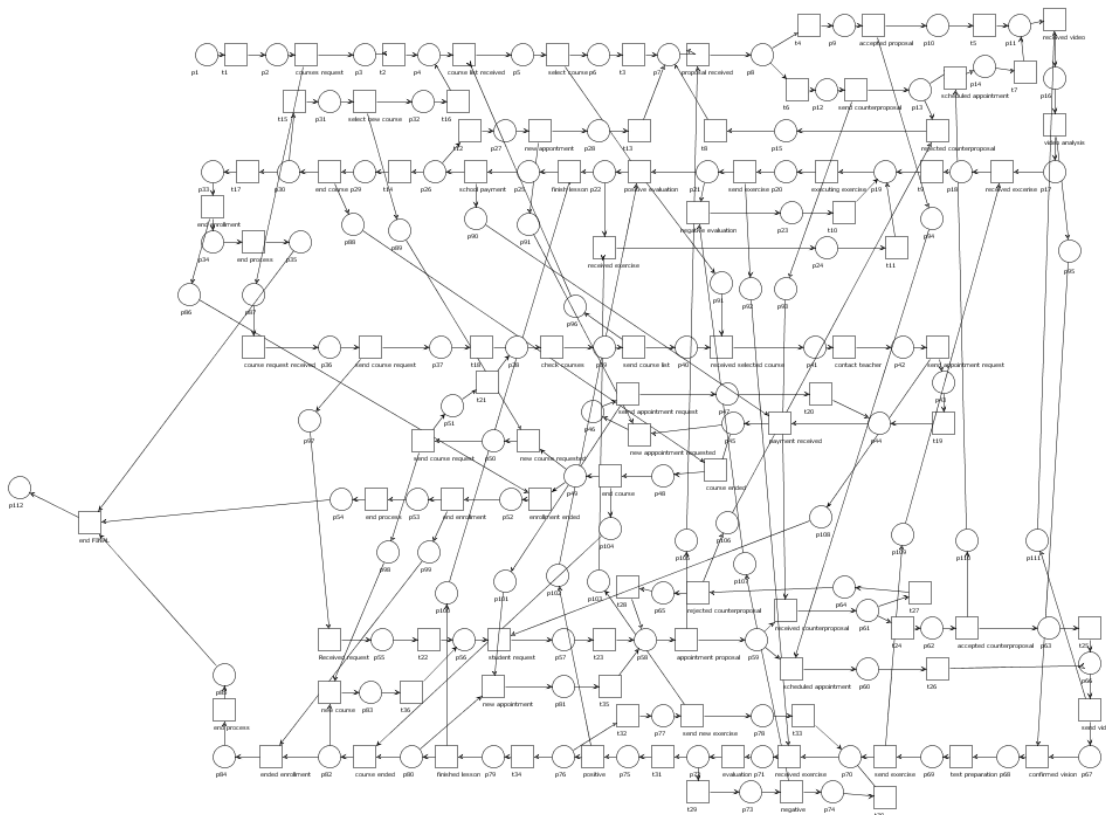 t4 p9 accepted proposal p10 t5 p11 received video
p1 t1 p2 courses request p3 t2 p4 course list received p5 select course p6 t3 p7 proposal received p8
p14 t7 p16
t6 p12 send counterproposal p13 scheduled appointment
t15 p31 select new course p32 t16
t12 p27 new appointment p28 t13 t8 p15 rejected counterproposal video analysis
p33 t17 p30 end course p29 t14 p26 school payment p25 finish lesson p22 positive evaluation p21 send exercise p20 executing exercise p19 t9 p18 received excerise p17
end enrollment p88 p89 p90 p91 negative evaluation p23 t10 p94
p34 end process p35 received exercise p24 t11 p95
p86 p87 p96 p91 p92 p93
course request received p36 send course request p37 t18 p38 check courses p39 send course list p40 received selected course p41 contact teacher p42 send appointment request
t21 p43
p51 p46 send appointment request p47 t20
p97 send course request p50 new course requested new appointment requested p45 payment received p44 t19
p49 end course p48 course ended
p112 end FINAL p54 end process p53 end enrollment p52 enrollment ended
p104 p106 p108
p98 p99 p105 p109 p110 p111
p100 p101 p102 p103 p107
t28 p65 rejected counterproposal p64 t27
received counterproposal p61
Received request p55 t22 p56 student request p57 t23 p58 appointment proposal p59 t24 p62 accepted counterproposal p63 t25
scheduled appointment p60 t26 p66
new course p83 t36 new appointment p81 t35
end process t32 p77 send new exercise p78 t33 send vid
p84 ended enrollment p82 course ended p80 finished lesson p79 t34 p76 positive p75 t31 evaluation p71 received exercise p70 send exercise p69 test preparation p68 confirmed vision p67
t29 p73 negative p74